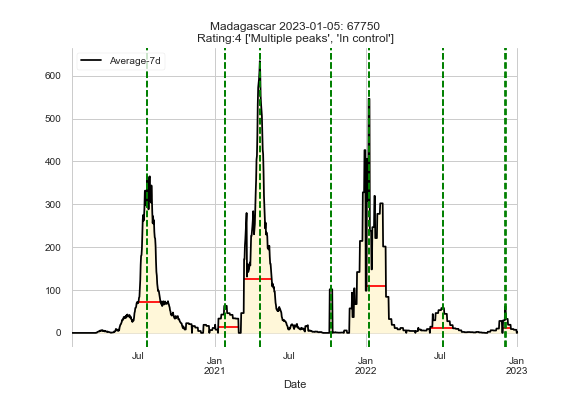 Madagascar 2023-01-05: 67750
Rating:4 ['Multiple peaks', 'In control']
Average-7d
600
500
400
300
200
100
0
Jul
Jan
2021
Jul
Jan
2022
Jul
Jan
2023
Date